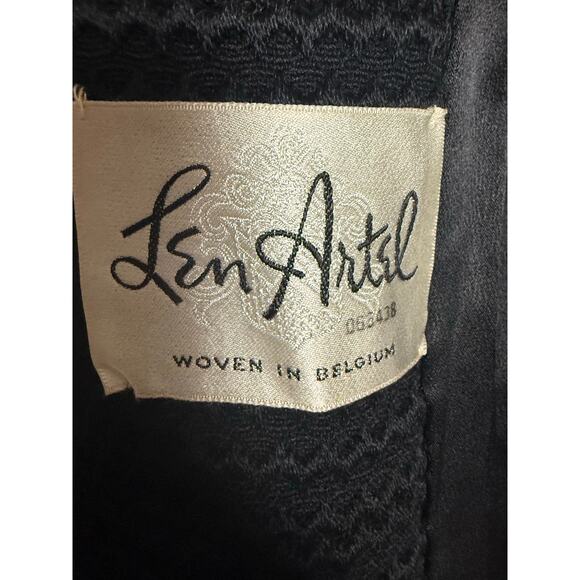 Len Artel
063438
WOVEN IN BELGIUM